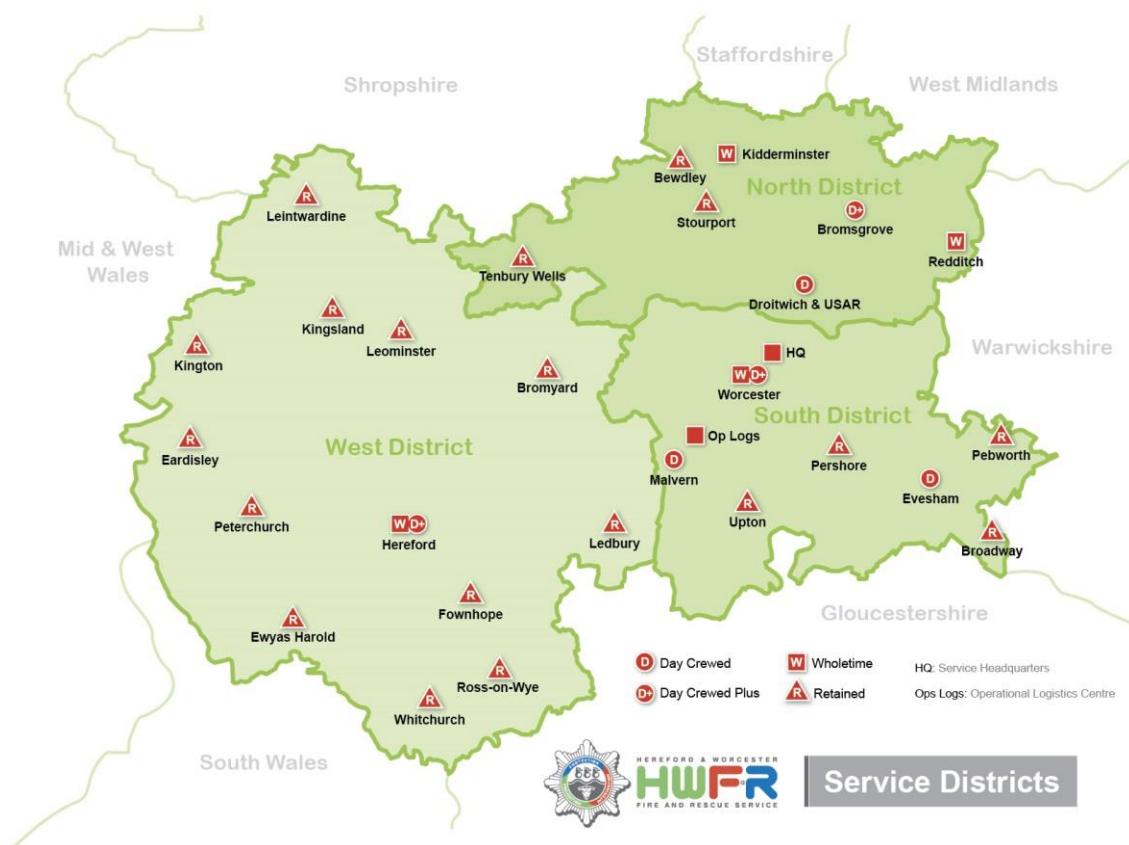 Staffordshire
Shropshire
West Midlands
W Kidderminster
R
Bewdley
North District
R
Stourport
D+
Bromsgrove
R
Leintwardine
W
Redditch
Mid & West
Wales
R
Tenbury Wells
D
Droitwich & USAR
R
Kingsland
R
Leominster
R
Kington
HQ
Warwickshire
R
Bromyard
W D+
Worcester
South District
West District
Op Logs
R
Eardisley
D
Malvern
R
Pershore
R
Pebworth
D
Evesham
R
Peterchurch
W D+
Hereford
R
Ledbury
R
Upton
R
Broadway
R
Fownhope
Gloucestershire
R
Ewyas Harold
R
Ross-on-Wye
R
Whitchurch
South Wales
D Day Crewed
W Wholetime
HQ: Service Headquarters
D+ Day Crewed Plus
R Retained
Ops Logs: Operational Logistics Centre
HEREFORD & WORCESTER
HWFR
FIRE AND RESCUE SERVICE
Service Districts